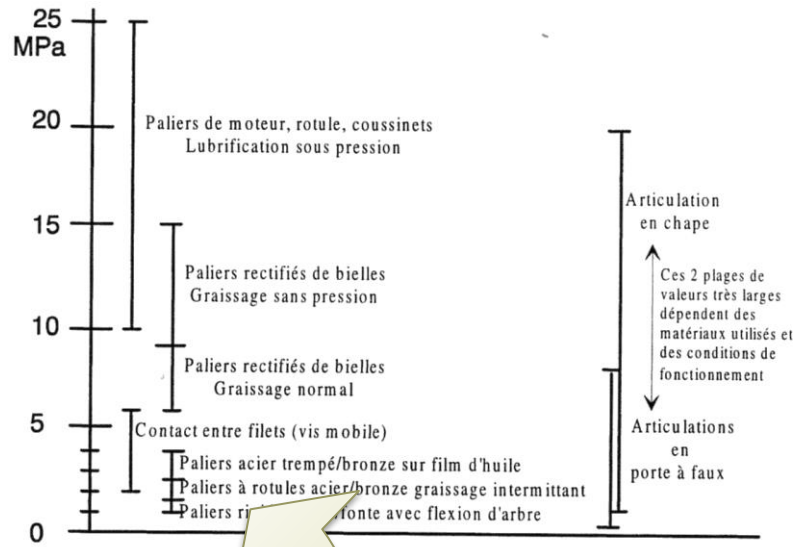 25
MPa
20
15
10
5
0
Paliers de moteur, rotule, coussinets
Lubrification sous pression
Paliers rectifiés de bielles
Graissage sans pression
Paliers rectifiés de bielles
Graissage normal
Contact entre filets (vis mobile)
Paliers acier trempé/bronze sur film d'huile
Paliers à rotules acier/bronze graissage intermittant
Paliers fonte avec flexion d'arbre
Articulation
en chape
Ces 2 plages de
valeurs très larges
dépendent des
matériaux utilisés et
des conditions de
fonctionnement
Articulations
en
porte à faux